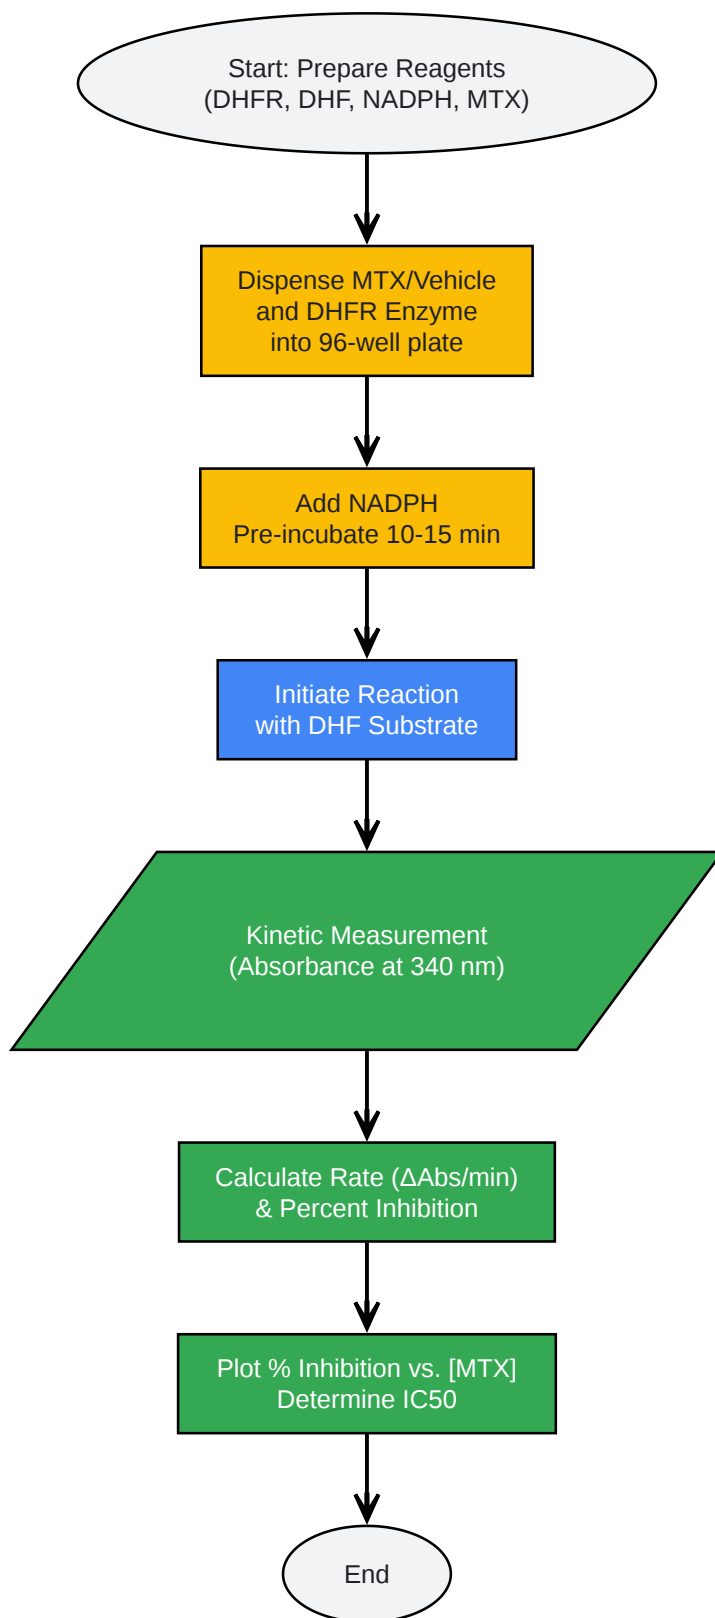 Start: Prepare Reagents
(DHFR, DHF, NADPH, MTX)
Dispense MTX/Vehicle
and DHFR Enzyme
into 96-well plate
Add NADPH
Pre-incubate 10-15 min
Initiate Reaction
with DHF Substrate
Kinetic Measurement
(Absorbance at 340 nm)
Calculate Rate (ΔAbs/min)
& Percent Inhibition
Plot % Inhibition vs. [MTX]
Determine IC50
End